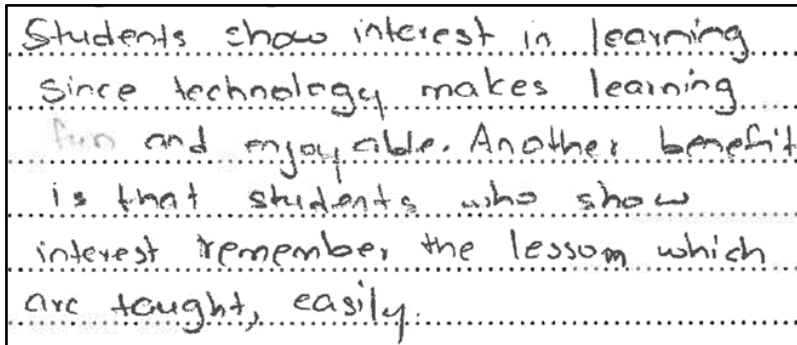 Students show interest in learning
since technology makes learning
fun and enjoyable. Another benefit
is that students who show
interest remember the lessom which
are taught, easily.